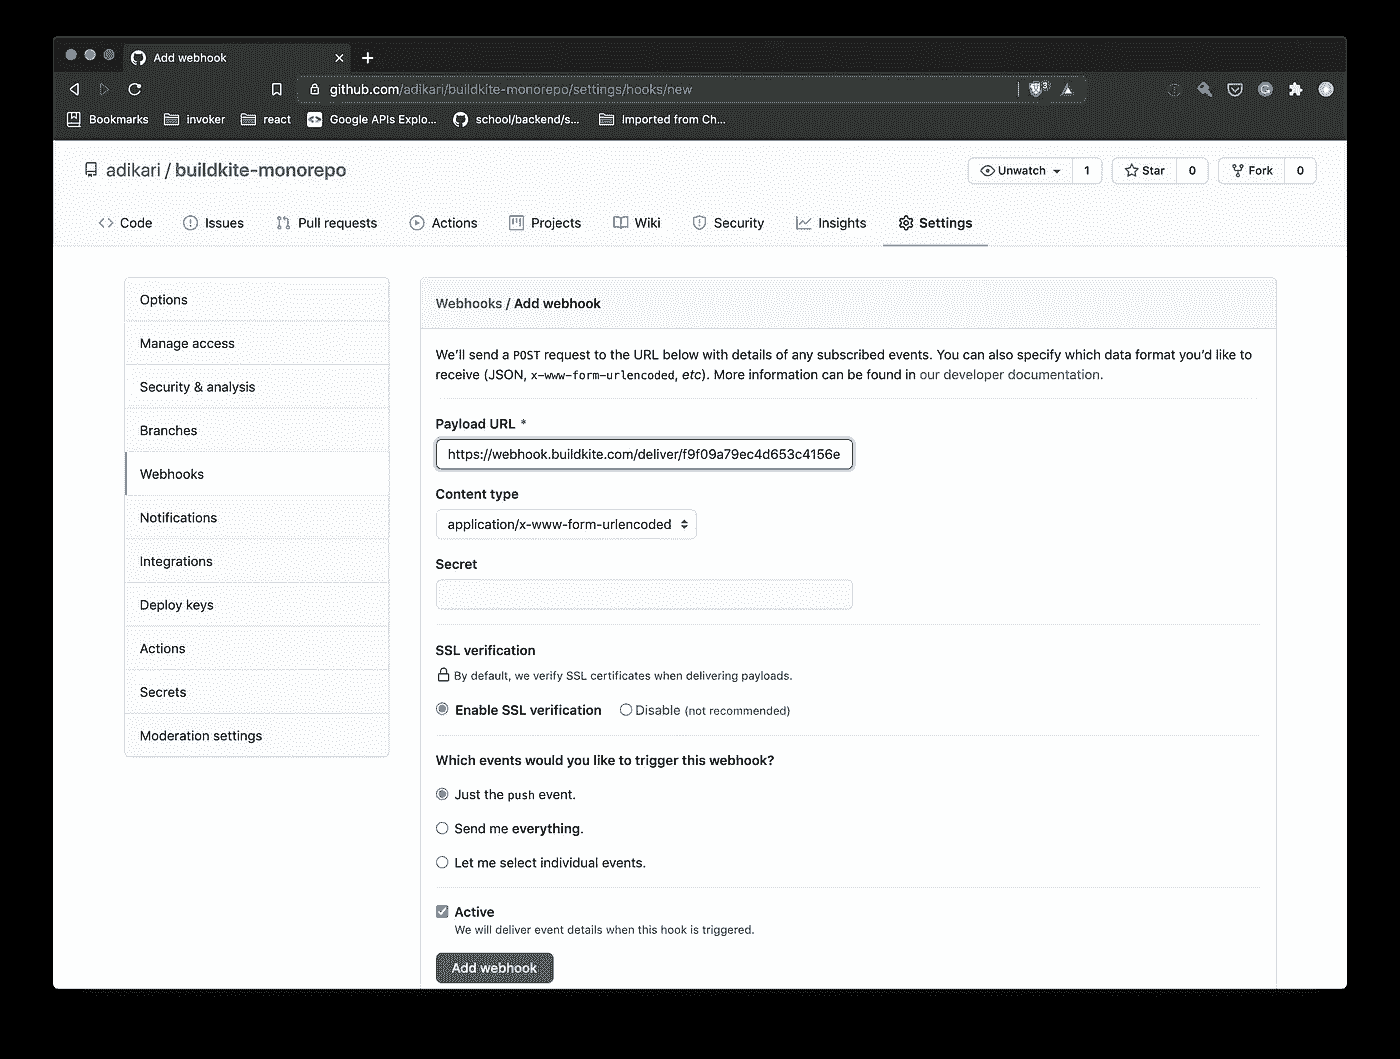 Add webhook
github.com/adikari/buildkite-monorepo/settings/hooks/new
Bookmarks invoker react Google APIs Explo... school/backend/s... Imported from Ch...
adikari / buildkite-monorepo
Unwatch 1 Star 0 Fork 0
Code Issues Pull requests Actions Projects Wiki Security Insights Settings
Options
Manage access
Security & analysis
Branches
Webhooks
Notifications
Integrations
Deploy keys
Actions
Secrets
Moderation settings
Webhooks / Add webhook
We'll send a POST request to the URL below with details of any subscribed events. You can also specify which data format you'd like to
receive (JSON, x-www-form-urlencoded, etc). More information can be found in our developer documentation.
Payload URL *
https://webhook.buildkite.com/deliver/f9f09a79ec4d653c4156e
Content type
application/x-www-form-urlencoded
Secret
SSL verification
By default, we verify SSL certificates when delivering payloads.
Enable SSL verification Disable (not recommended)
Which events would you like to trigger this webhook?
Just the push event.
Send me everything.
Let me select individual events.
Active
We will deliver event details when this hook is triggered.
Add webhook